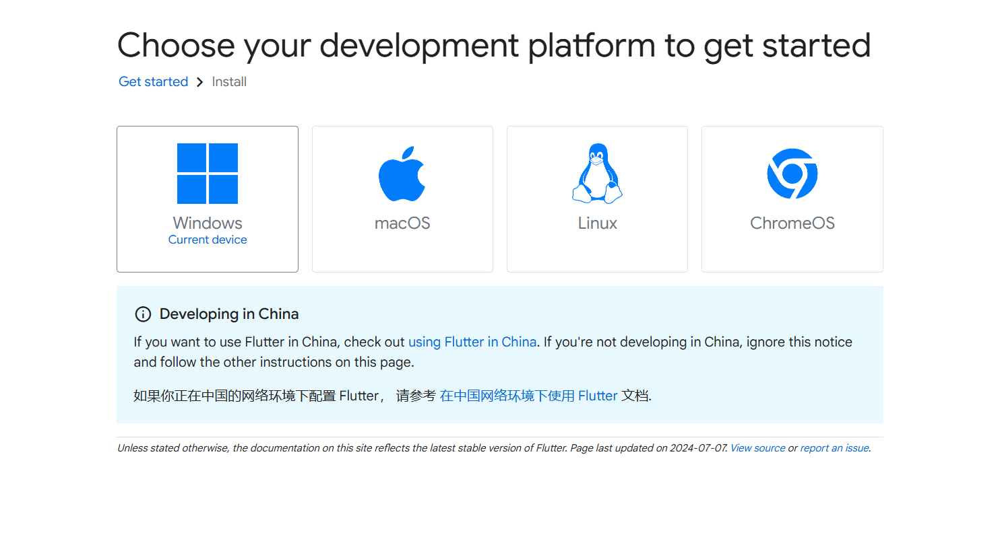 Choose your development platform to get started
Get started > Install
Windows
Current device
macOS
Linux
ChromeOS
Developing in China
If you want to use Flutter in China, check out using Flutter in China. If you're not developing in China, ignore this notice
and follow the other instructions on this page.
如果你正在中国的网络环境下配置 Flutter， 请参考 在中国网络环境下使用 Flutter 文档.
Unless stated otherwise, the documentation on this site reflects the latest stable version of Flutter. Page last updated on 2024-07-07. View source or report an issue.